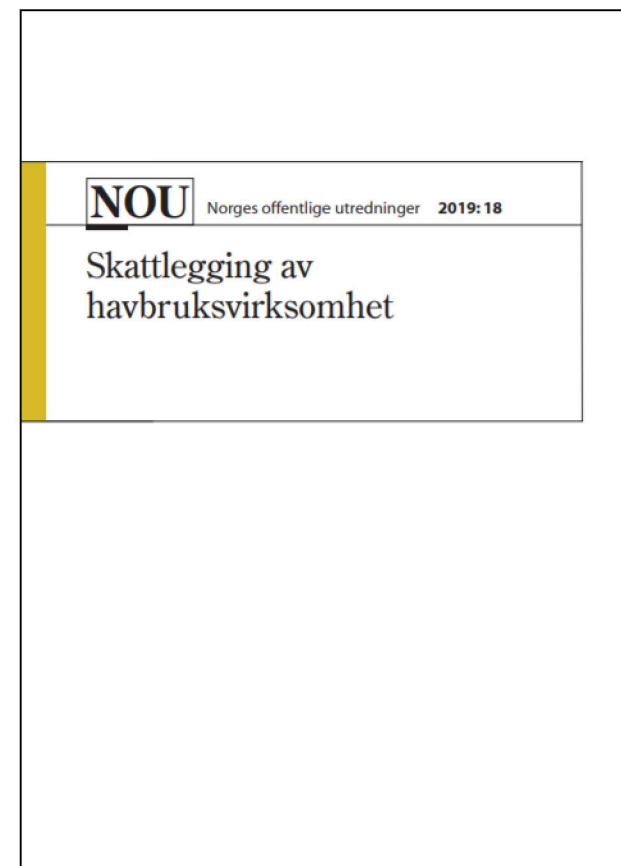 NOU Norges offentlige utredninger 2019: 18
Skattlegging av
havbruksvirksomhet